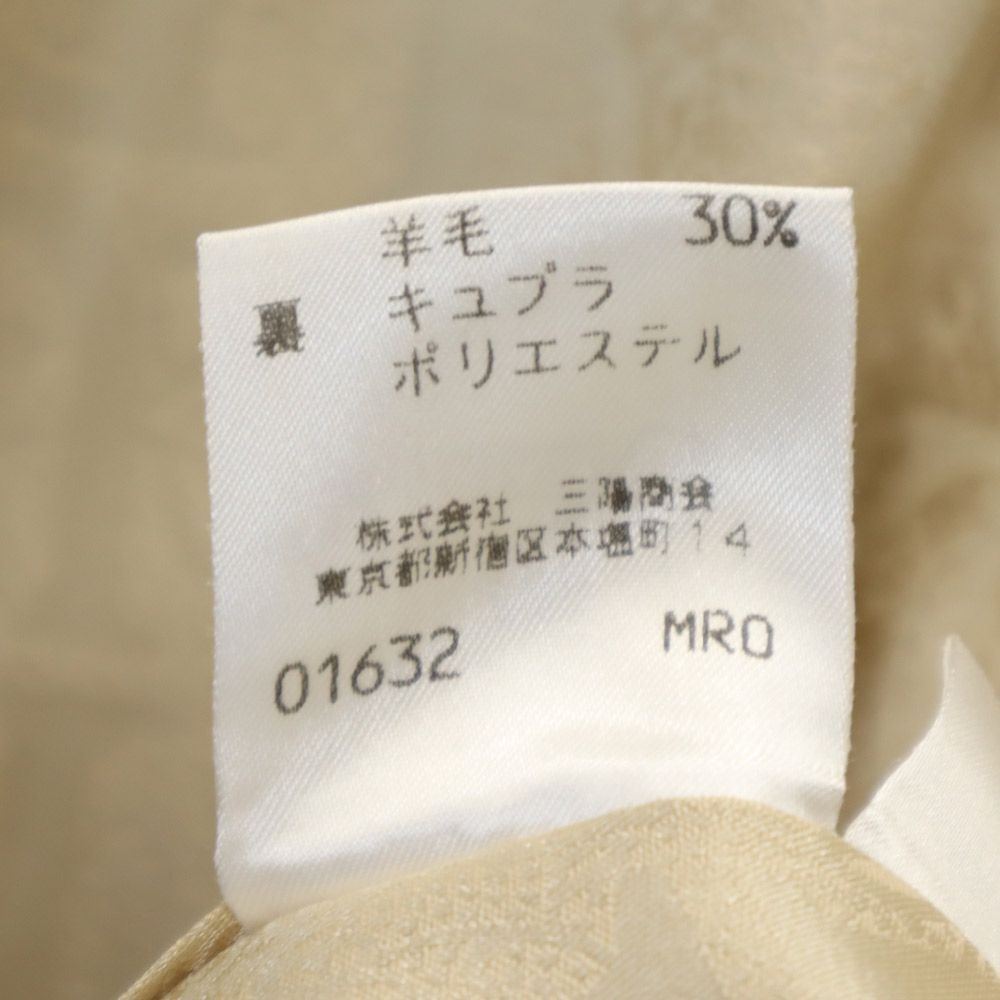 羊毛 30%
裏 キュプラ
ポリエステル
株式会社 三陽商会
東京都新宿区本塩町14
01632 MRO